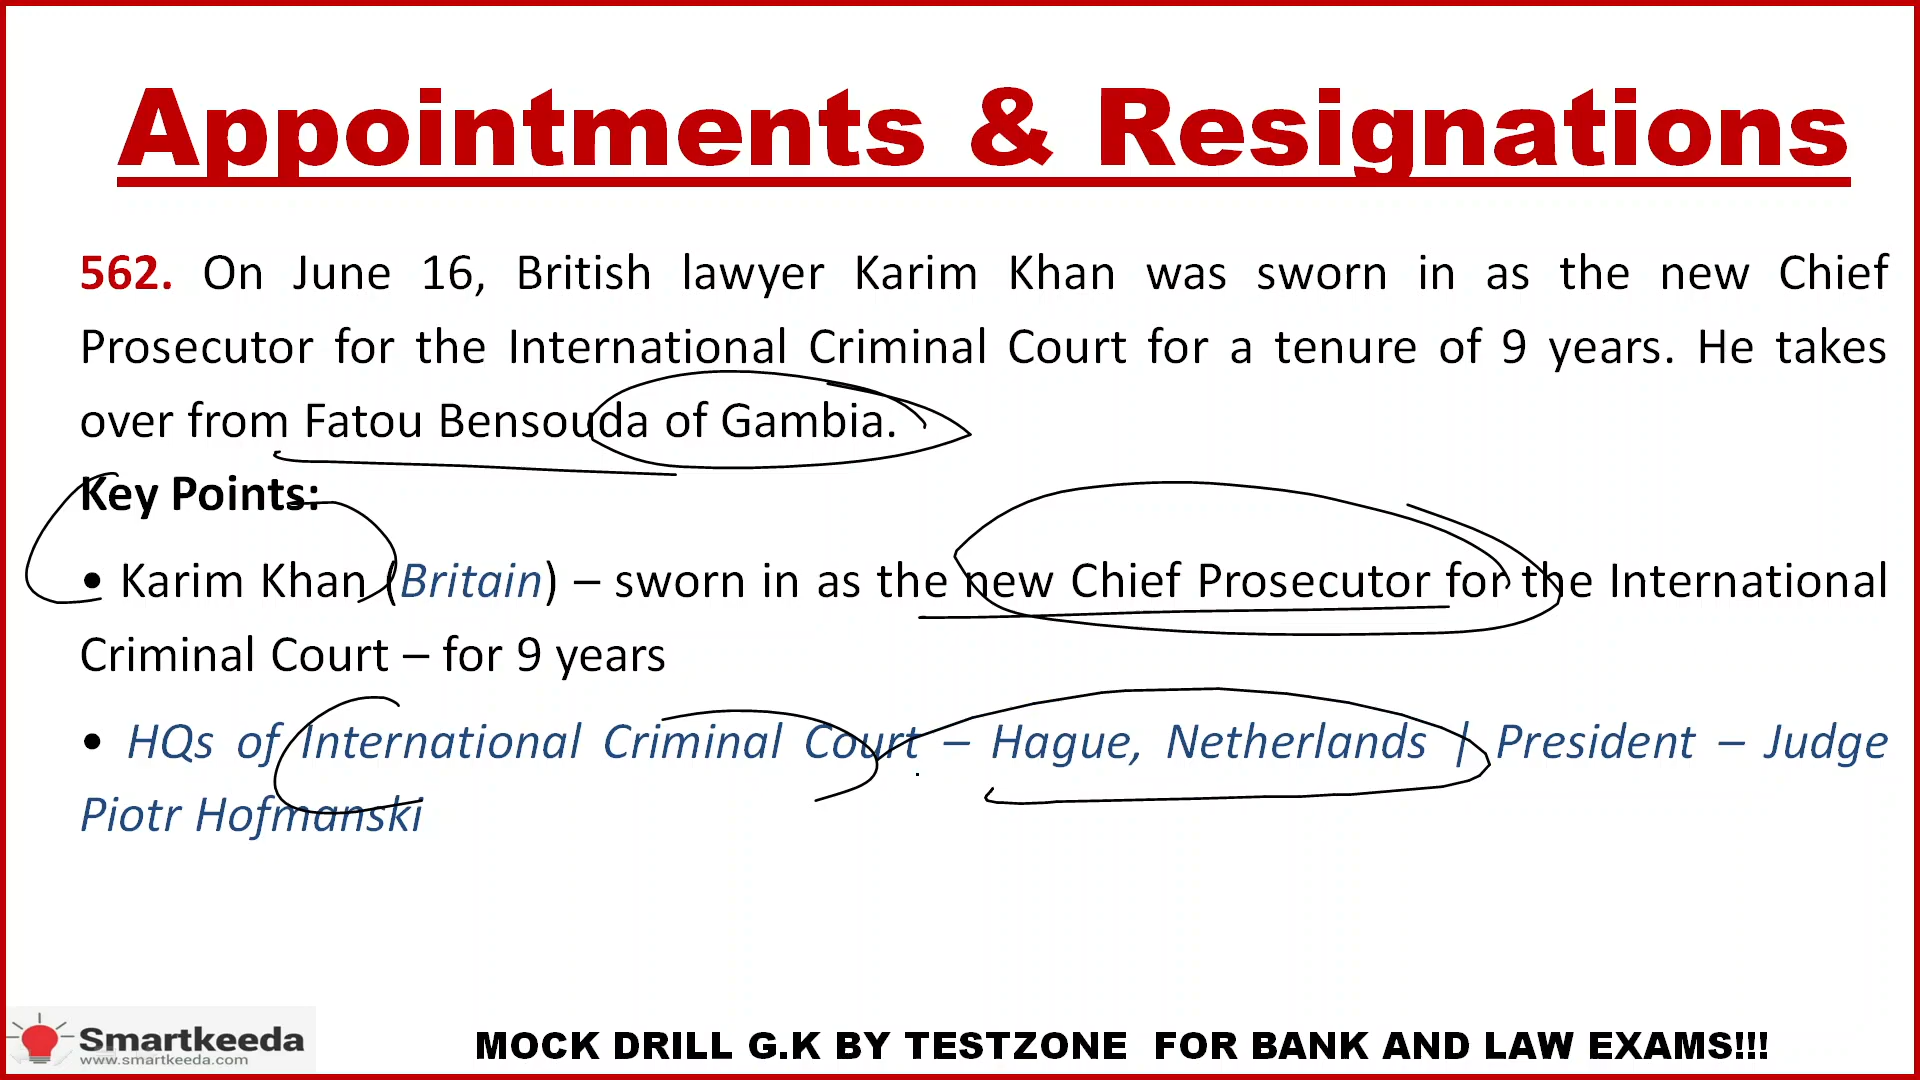 Appointments & Resignations
562. On June 16, British lawyer Karim Khan was sworn in as the new Chief
Prosecutor for the International Criminal Court for a tenure of 9 years. He takes
over from Fatou Bensouda of Gambia.
Key Points:
• Karim Khan (Britain) – sworn in as the new Chief Prosecutor for the International
Criminal Court – for 9 years
• HQs of International Criminal Court – Hague, Netherlands | President – Judge
Piotr Hofmanski
Smartkeeda
www.smartkeeda.com
MOCK DRILL G.K BY TESTZONE FOR BANK AND LAW EXAMS!!!